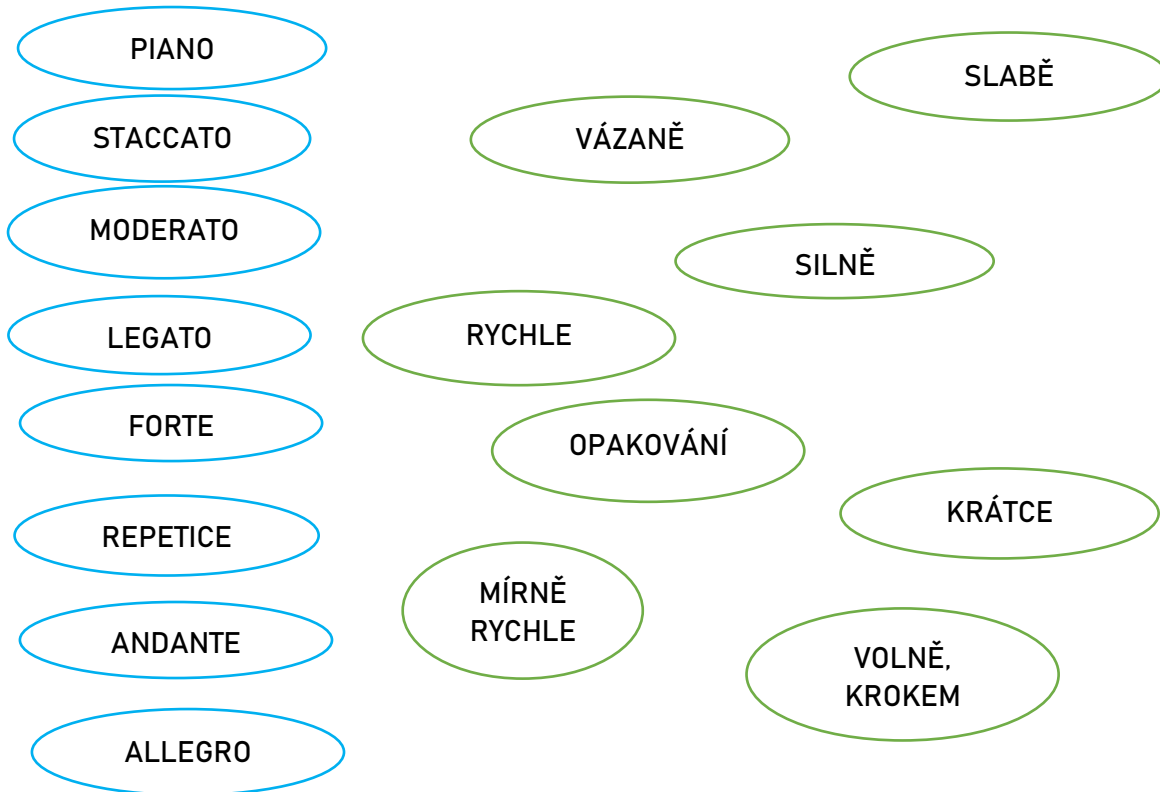 PIANO
STACCATO
MODERATO
LEGATO
FORTE
REPETICE
ANDANTE
ALLEGRO
SLABĚ
VÁZANĚ
SILNĚ
RYCHLE
OPAKOVÁNÍ
KRÁTCE
MÍRNĚ
RYCHLE
VOLNĚ,
KROKEM